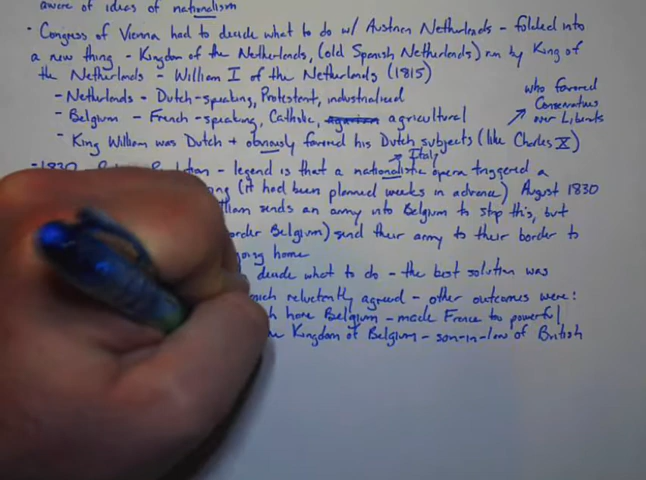 aware of ideas of nationalism
• Congress of Vienna had to decide what to do w/ Austrian Netherlands - folded into
a new thing - Kingdom of the Netherlands, (old Spanish Netherlands) run by King of
the Netherlands - William I of the Netherlands (1815)
- Netherlands - Dutch-speaking, Protestant, industrialised
who favored
Conservatives
over Liberals
- Belgium - French-speaking, Catholic, agricultural
- King William was Dutch + obviously favored his Dutch subjects (like Charles X)
Italy
1830 - legend is that a nationalistic opera triggered a
(it had been planned weeks in advance) August 1830
sends an army into Belgium to stop this, but
border Belgium) send their army to their border to
going home
decide what to do - the best solution was
reluctantly agreed - other outcomes were:
have Belgium - made France too powerful
Kingdom of Belgium - son-in-law of British